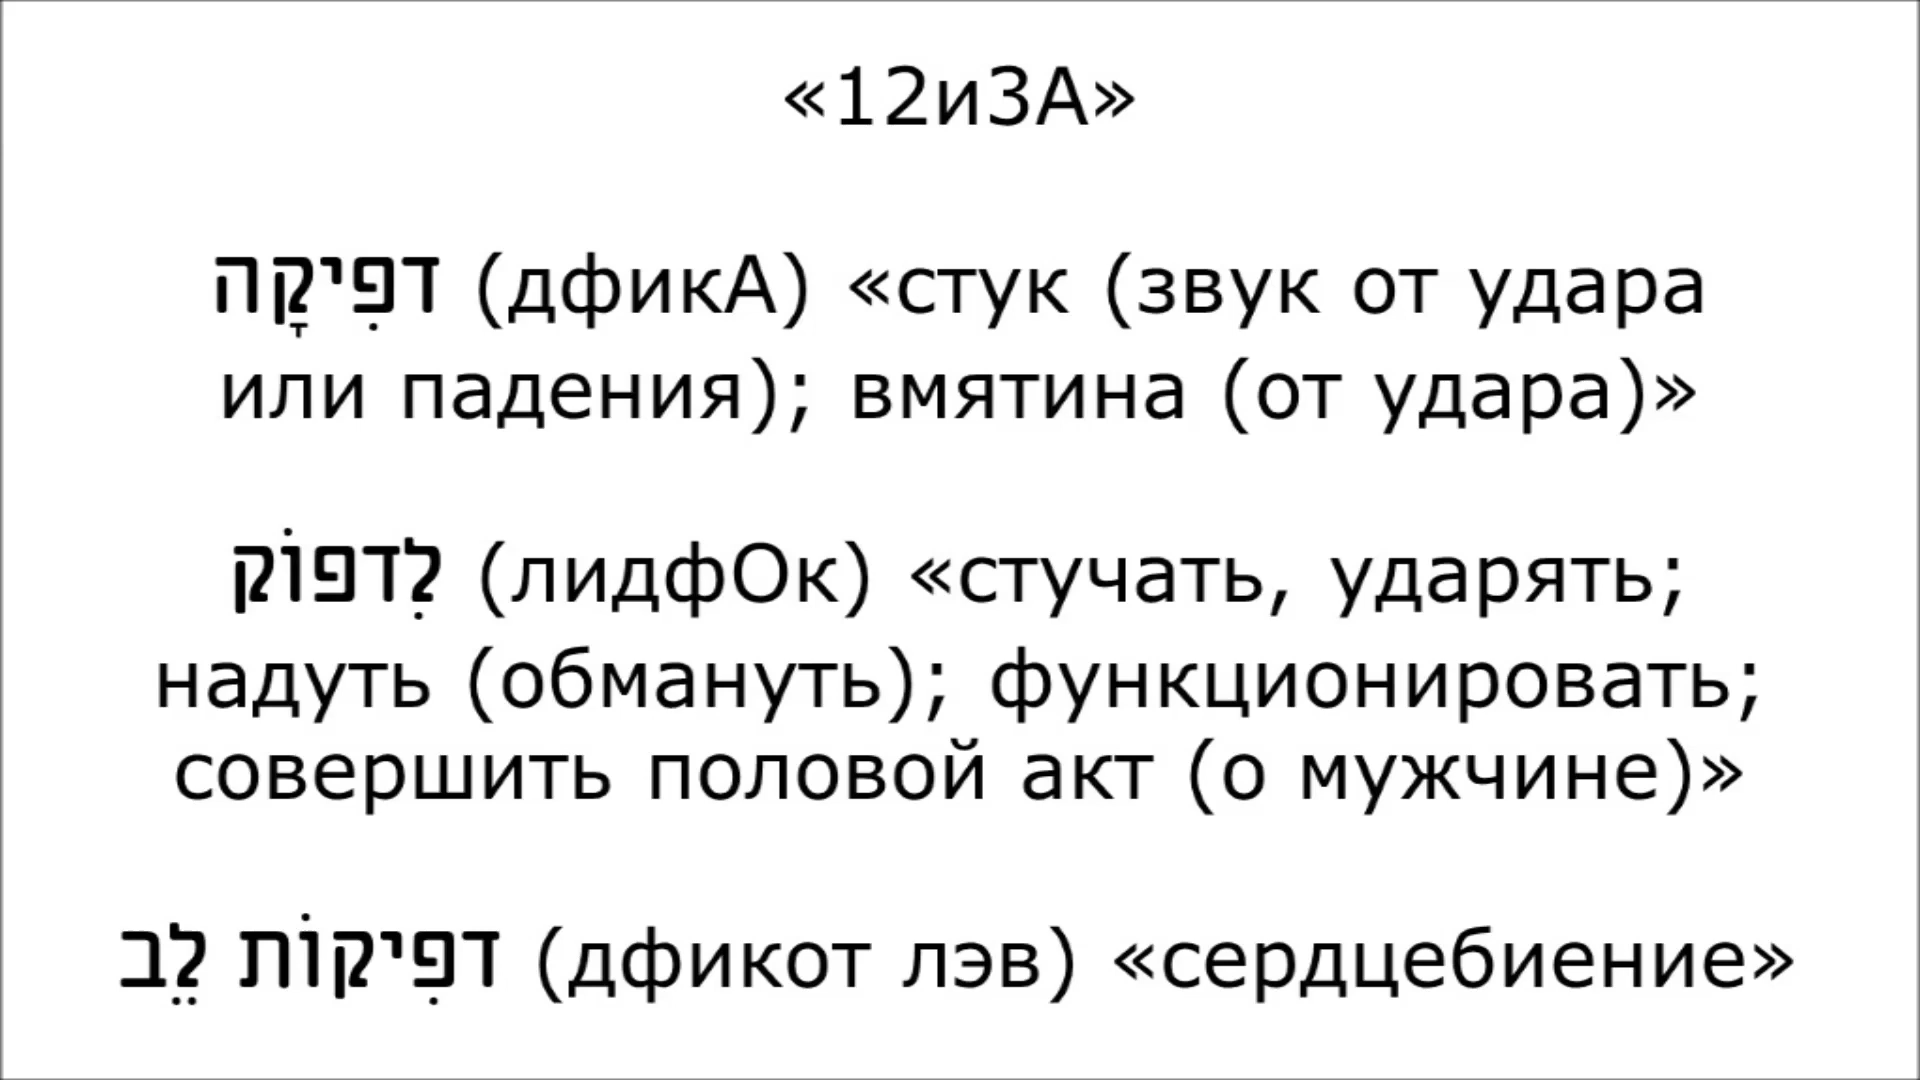 «12и3А»
דפִיקָה (дфикА) «стук (звук от удара
или падения); вмятина (от удара)»
לִדפוֹק (лидфОк) «стучать, ударять;
надуть (обмануть); функционировать;
совершить половой акт (о мужчине)»
דפִיקוֹת לֵב (дфикот лэв) «сердцебиение»